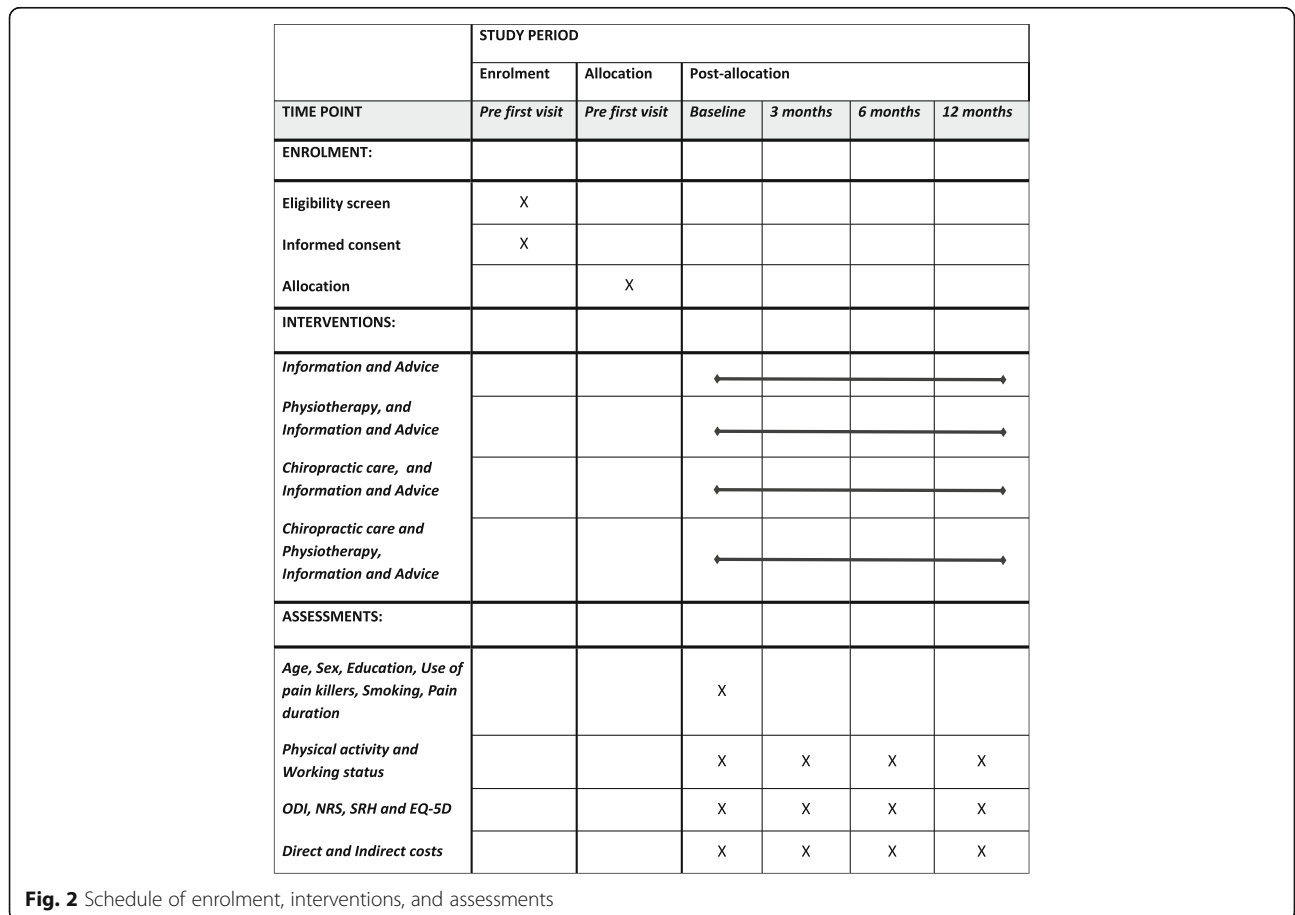 STUDY PERIOD
Enrolment Allocation Post-allocation
TIME POINT Pre first visit Pre first visit Baseline 3 months 6 months 12 months
ENROLMENT:
Eligibility screen X
Informed consent X
Allocation X
INTERVENTIONS:
Information and Advice
Physiotherapy, and
Information and Advice
Chiropractic care, and
Information and Advice
Chiropractic care and
Physiotherapy,
Information and Advice
ASSESSMENTS:
Age, Sex, Education, Use of
pain killers, Smoking, Pain X
duration
Physical activity and
Working status X X X X
ODI, NRS, SRH and EQ-5D X X X X
Direct and Indirect costs X X X X
Fig. 2 Schedule of enrolment, interventions, and assessments